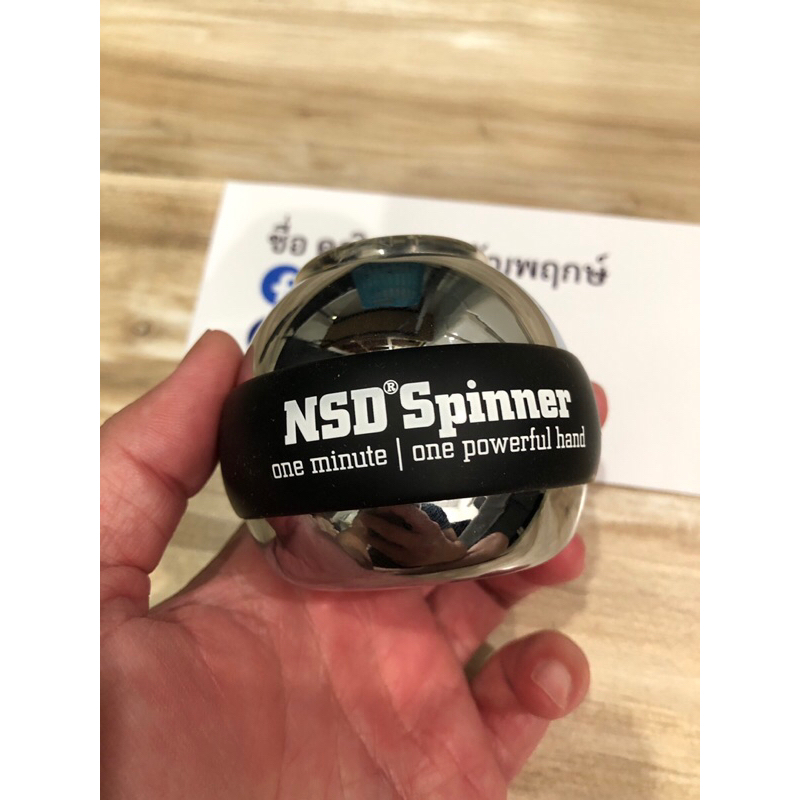 ชื่อ
NSD® Spinner
one minute | one powerful hand